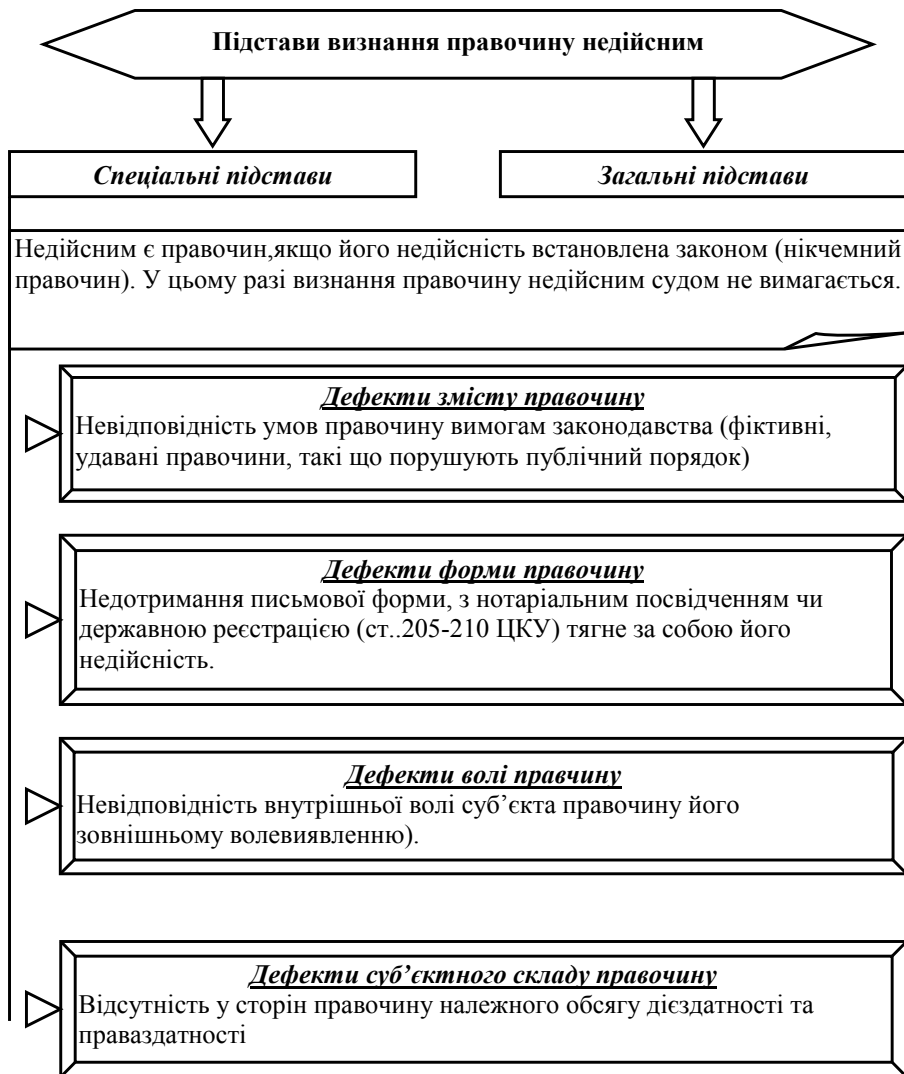 Підстави визнання правочину недійсним
Спеціальні підстави
Загальні підстави
Недійсним є правочин,якщо його недійсність встановлена законом (нікчемний
правочин). У цьому разі визнання правочину недійсним судом не вимагається.
Дефекти змісту правочину
Невідповідність умов правочину вимогам законодавства (фіктивні,
удавані правочини, такі що порушують публічний порядок)
Дефекти форми правочину
Недотримання письмової форми, з нотаріальним посвідченням чи
державною реєстрацією (ст..205-210 ЦКУ) тягне за собою його
недійсність.
Дефекти волі правчину
Невідповідність внутрішньої волі суб’єкта правочину його
зовнішньому волевиявленню).
Дефекти суб’єктного складу правочину
Відсутність у сторін правочину належного обсягу дієздатності та
праваздатності